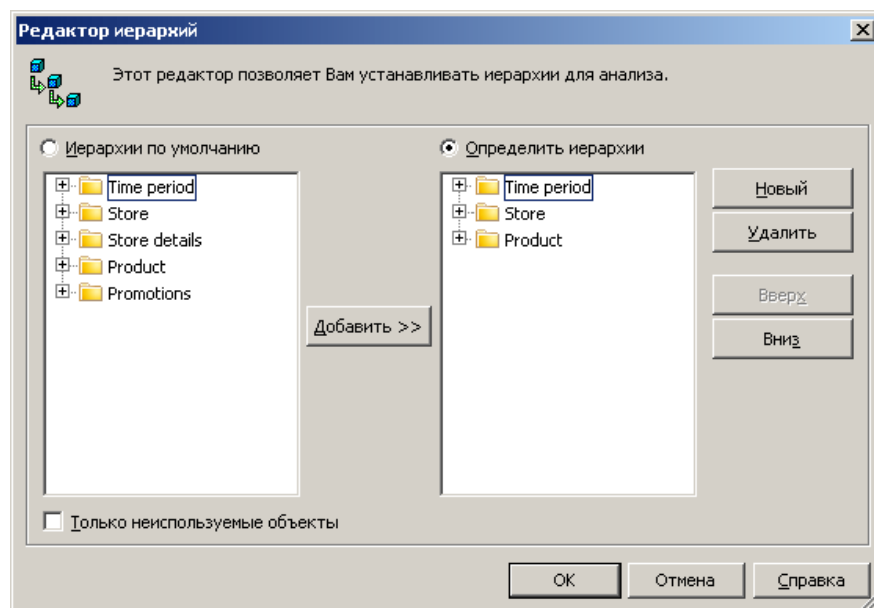 Редактор иерархий
Этот редактор позволяет Вам устанавливать иерархии для анализа.
Иерархии по умолчанию
Определить иерархии
Time period
Store
Store details
Product
Promotions
Добавить >>
Time period
Store
Product
Новый
Удалить
Вверх
Вниз
Только неиспользуемые объекты
OK
Отмена
Справка